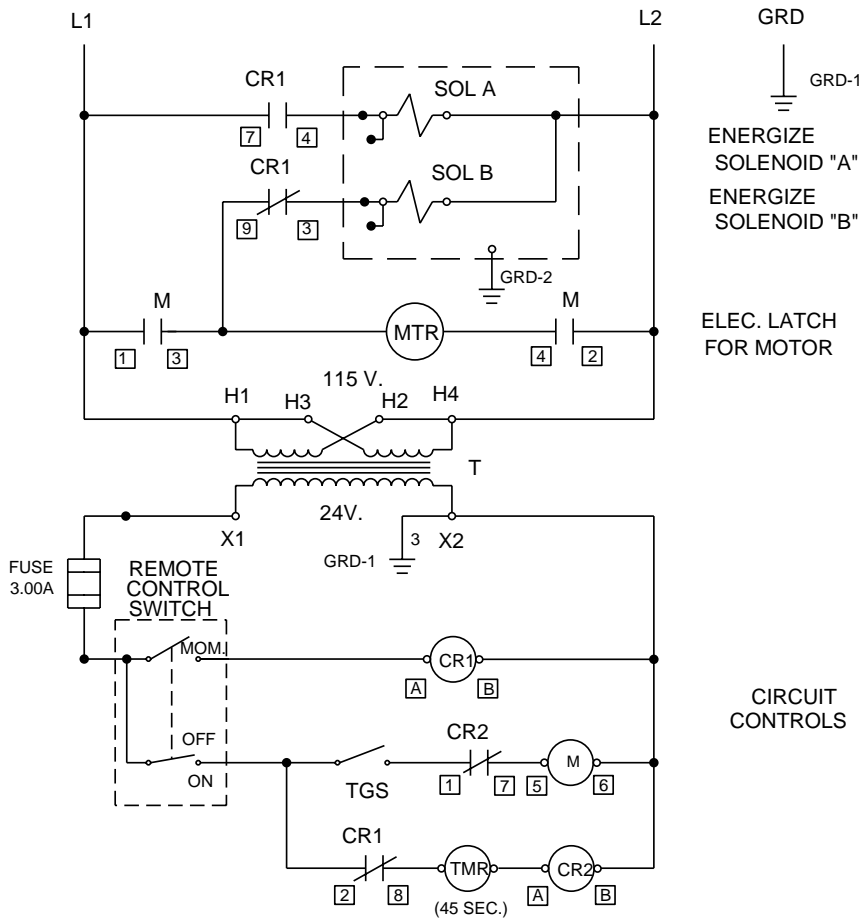 L1
L2
GRD
CR1
SOL A
GRD-1
7
4
ENERGIZE
SOLENOID "A"
CR1
SOL B
ENERGIZE
SOLENOID "B"
9
3
GRD-2
M
MTR
M
ELEC. LATCH
FOR MOTOR
1
3
4
2
115 V.
H1
H3
H2
H4
T
24V.
X1
3
X2
GRD-1
FUSE
3.00A
REMOTE
CONTROL
SWITCH
MOM.
CR1
A
B
CIRCUIT
CONTROLS
OFF
ON
TGS
CR2
1
7
5
M
6
CR1
2
8
TMR
(45 SEC.)
CR2
A
B